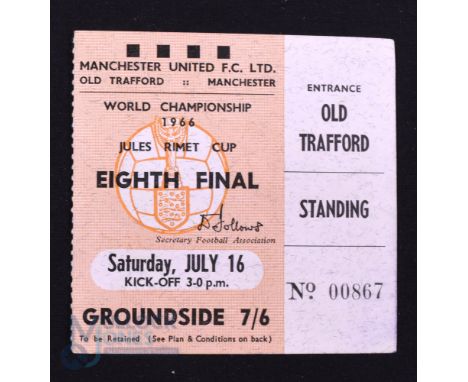 MANCHESTER UNITED F.C. LTD.
OLD TRAFFORD :: MANCHESTER
WORLD CHAMPIONSHIP
1966
JULES RIMET CUP
EIGHTH FINAL
D Follows
Secretary Football Association
Saturday, JULY 16
KICK-OFF 3-0 p.m.
GROUNDSIDE 7/6
To be Retained (See Plan & Conditions on back)
ENTRANCE
OLD
TRAFFORD
STANDING
No 00867